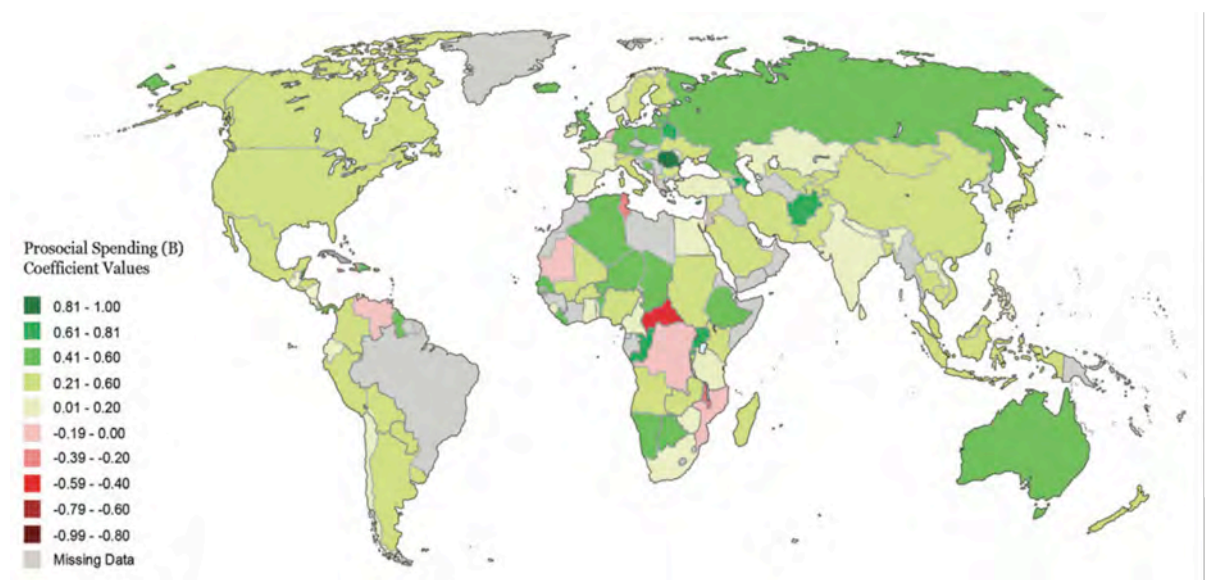 Prosocial Spending (B)
Coefficient Values
0.81 - 1.00
0.61 - 0.81
0.41 - 0.60
0.21 - 0.60
0.01 - 0.20
-0.19 - 0.00
-0.39 - -0.20
-0.59 - -0.40
-0.79 - -0.60
-0.99 - -0.80
Missing Data